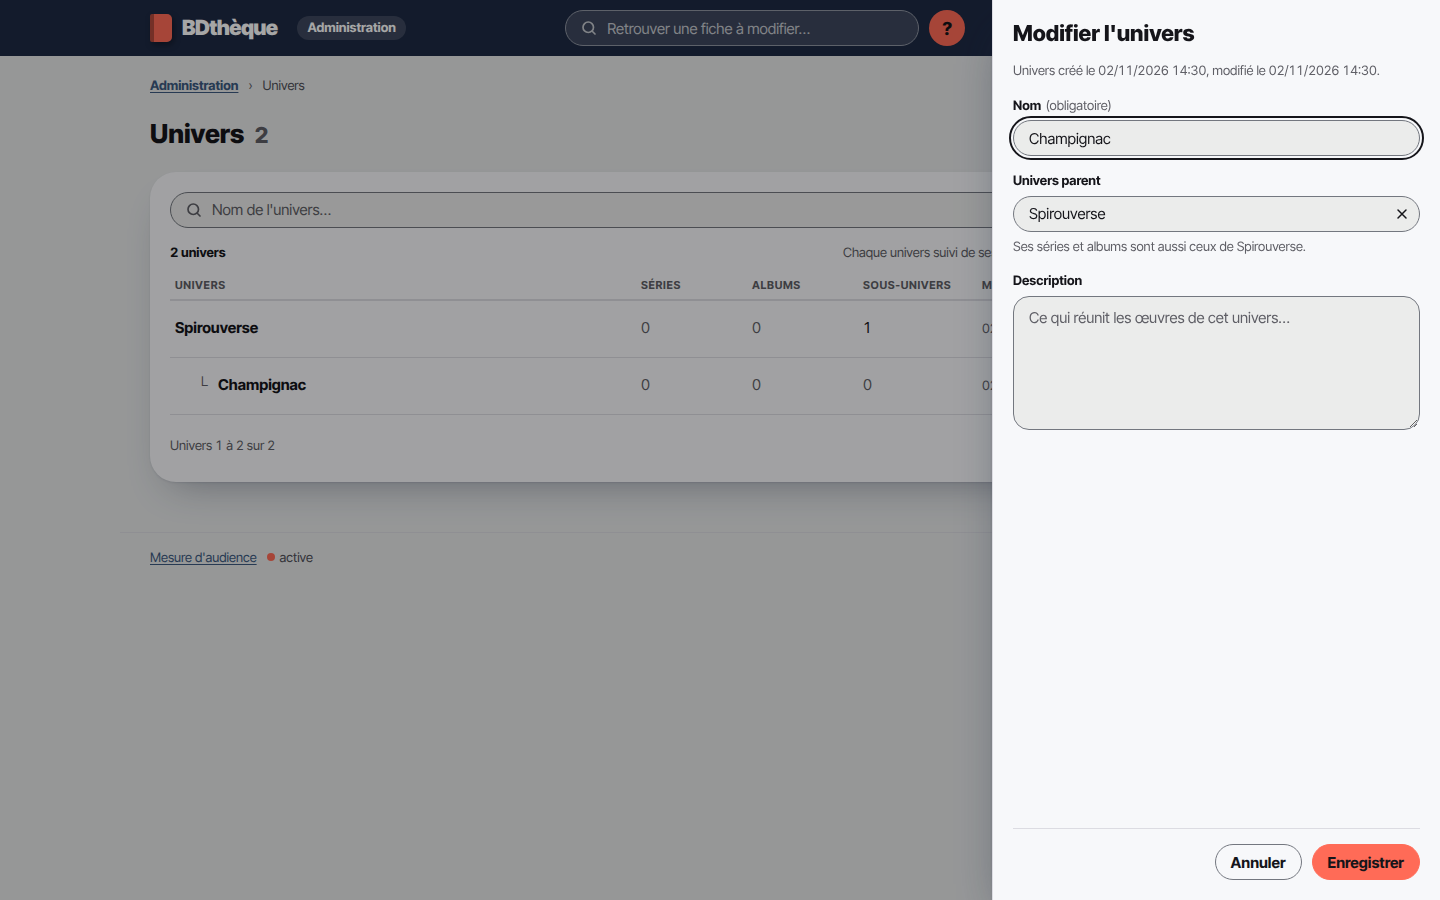 BDthèque
Administration
Retrouver une fiche à modifier...
?
Administration › Univers
Univers 2
Nom de l'univers...
2 univers
Chaque univers suivi de se
UNIVERS SÉRIES ALBUMS SOUS-UNIVERS M
Spirouverse 0 0 1 02
└ Champignac 0 0 0 02
Univers 1 à 2 sur 2
Mesure d'audience active
Modifier l'univers
Univers créé le 02/11/2026 14:30, modifié le 02/11/2026 14:30.
Nom (obligatoire)
Champignac
Univers parent
Spirouverse
Ses séries et albums sont aussi ceux de Spirouverse.
Description
Ce qui réunit les œuvres de cet univers...
Annuler
Enregistrer